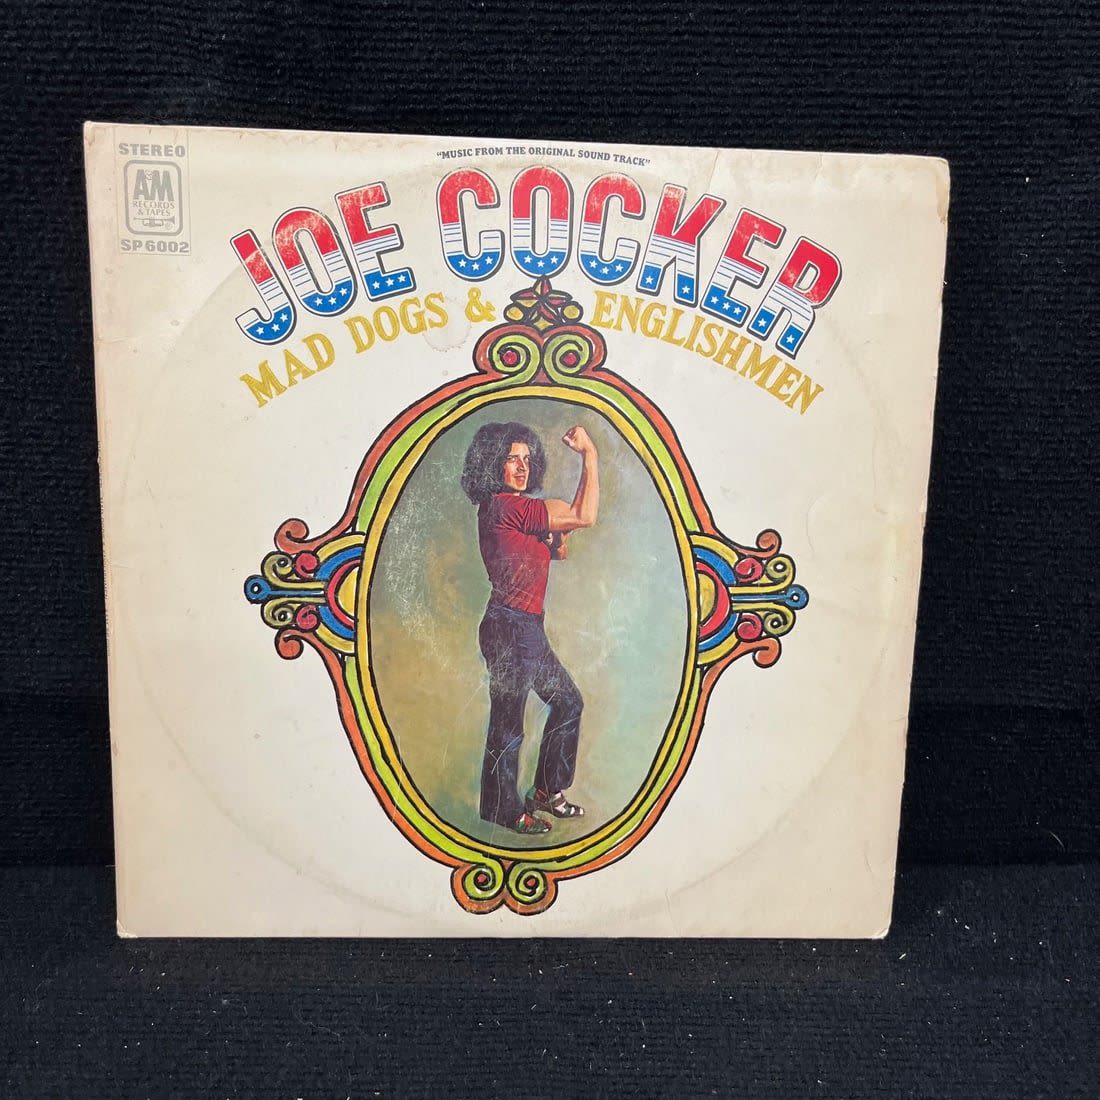 STEREO
A&M
RECORDS
& TAPES
SP 6002
"MUSIC FROM THE ORIGINAL SOUND TRACK"
JOE COCKER
MAD DOGS & ENGLISHMEN